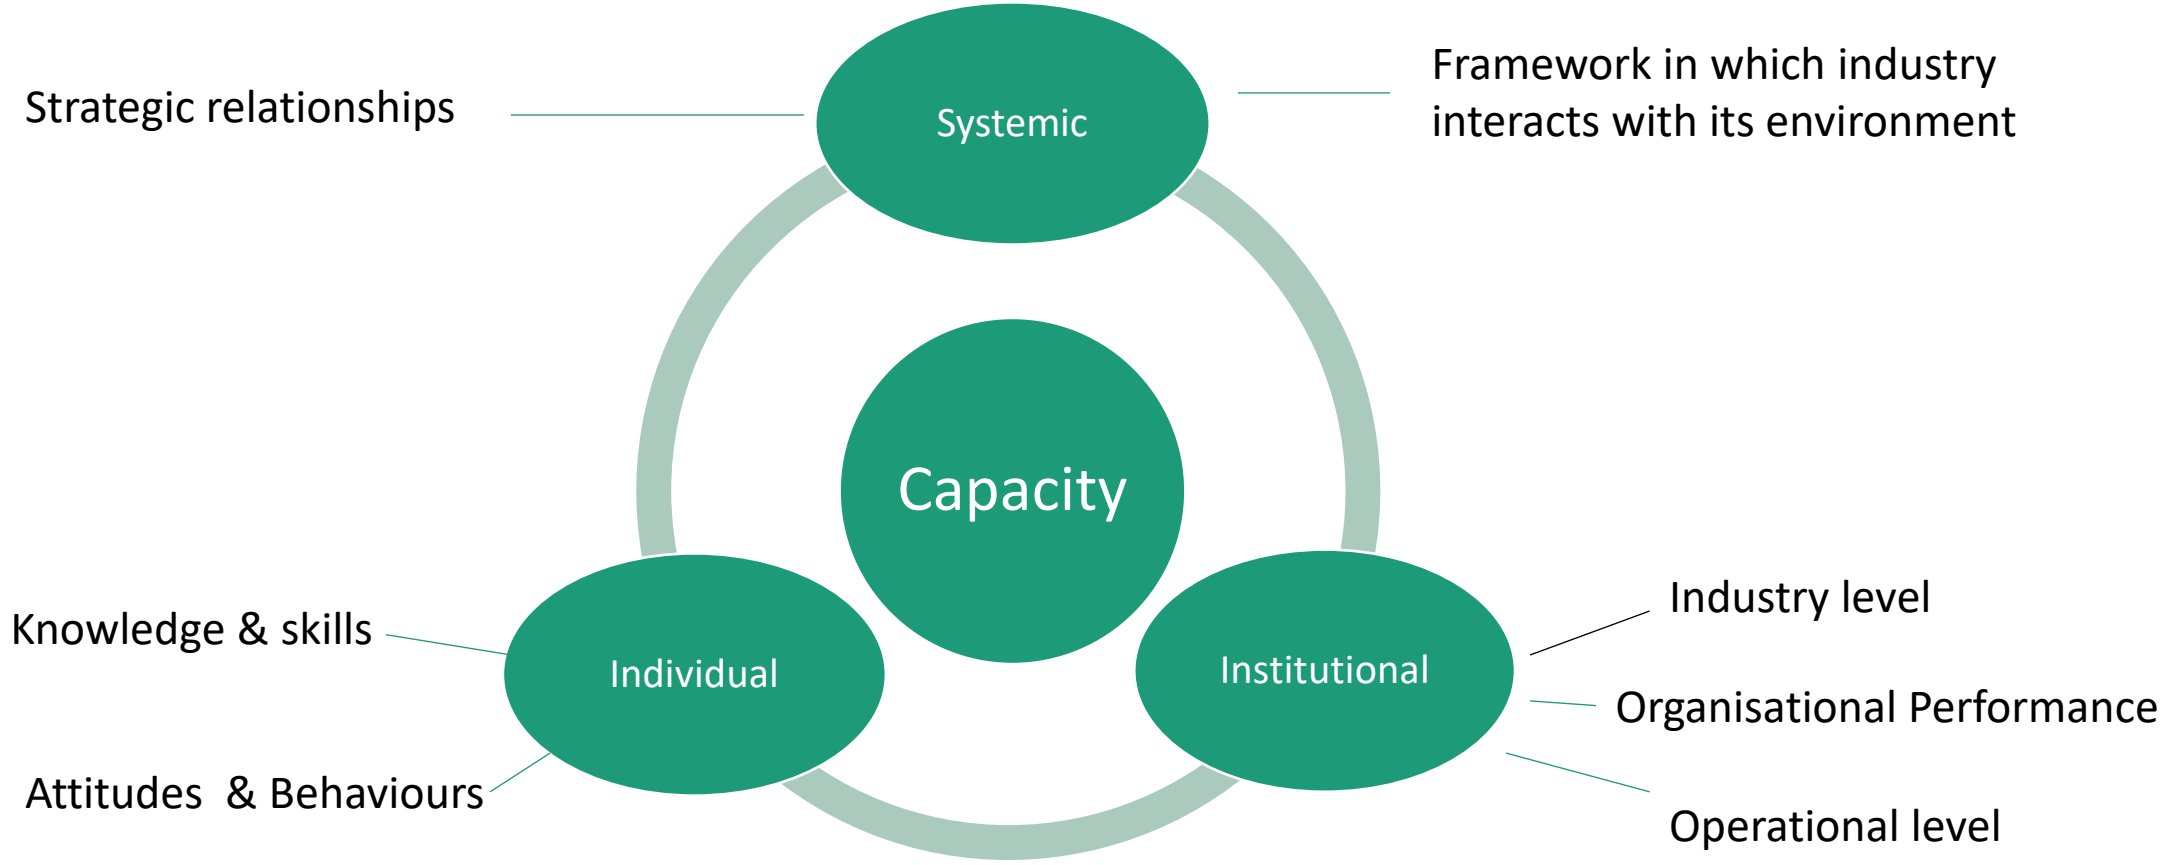 Strategic relationships
Systemic
Framework in which industry
interacts with its environment
Capacity
Knowledge & skills
Individual
Attitudes  & Behaviours
Institutional
Industry level
Organisational Performance
Operational level